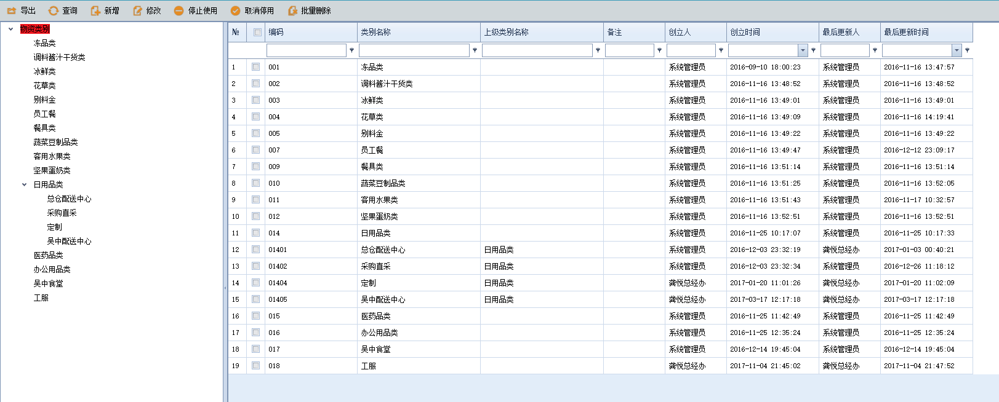 导出 查询 新增 修改 停止使用 取消停用 批量删除
物资类别
冻品类
调料酱汁干货类
冰鲜类
花草类
别料金
员工餐
餐具类
蔬菜豆制品类
客用水果类
坚果蛋奶类
日用品类
总仓配送中心
采购直采
定制
吴中配送中心
医药品类
办公用品类
吴中食堂
工服
№ 编码 类别名称 上级类别名称 备注 创立人 创立时间 最后更新人 最后更新时间
1 001 冻品类 系统管理员 2016-09-10 18:00:23 系统管理员 2016-11-16 13:47:57
2 002 调料酱汁干货类 系统管理员 2016-11-16 13:48:52 系统管理员 2016-11-16 13:48:52
3 003 冰鲜类 系统管理员 2016-11-16 13:49:01 系统管理员 2016-11-16 13:49:01
4 004 花草类 系统管理员 2016-11-16 13:49:09 系统管理员 2016-11-16 14:19:41
5 005 别料金 系统管理员 2016-11-16 13:49:22 系统管理员 2016-11-16 13:49:22
6 007 员工餐 系统管理员 2016-11-16 13:49:47 系统管理员 2016-12-12 23:09:17
7 009 餐具类 系统管理员 2016-11-16 13:51:14 系统管理员 2016-11-16 13:51:14
8 010 蔬菜豆制品类 系统管理员 2016-11-16 13:51:25 系统管理员 2016-11-16 13:52:05
9 011 客用水果类 系统管理员 2016-11-16 13:51:43 系统管理员 2016-11-17 10:32:57
10 012 坚果蛋奶类 系统管理员 2016-11-16 13:52:51 系统管理员 2016-11-16 13:52:51
11 014 日用品类 系统管理员 2016-11-25 10:17:07 系统管理员 2016-11-25 10:17:33
12 01401 总仓配送中心 日用品类 系统管理员 2016-12-03 23:32:19 龚悦总经办 2017-01-03 00:40:21
13 01402 采购直采 日用品类 系统管理员 2016-12-03 23:32:34 系统管理员 2016-12-26 11:18:12
14 01404 定制 日用品类 龚悦总经办 2017-01-20 11:01:26 龚悦总经办 2017-01-20 11:02:09
15 01405 吴中配送中心 日用品类 龚悦总经办 2017-03-17 12:17:18 龚悦总经办 2017-03-17 12:17:18
16 015 医药品类 系统管理员 2016-11-25 11:42:49 系统管理员 2016-11-25 11:42:49
17 016 办公用品类 系统管理员 2016-11-25 12:35:24 系统管理员 2016-11-25 12:35:24
18 017 吴中食堂 系统管理员 2016-12-14 19:45:04 系统管理员 2016-12-14 19:45:04
19 018 工服 龚悦总经办 2017-11-04 21:45:02 龚悦总经办 2017-11-04 21:47:52